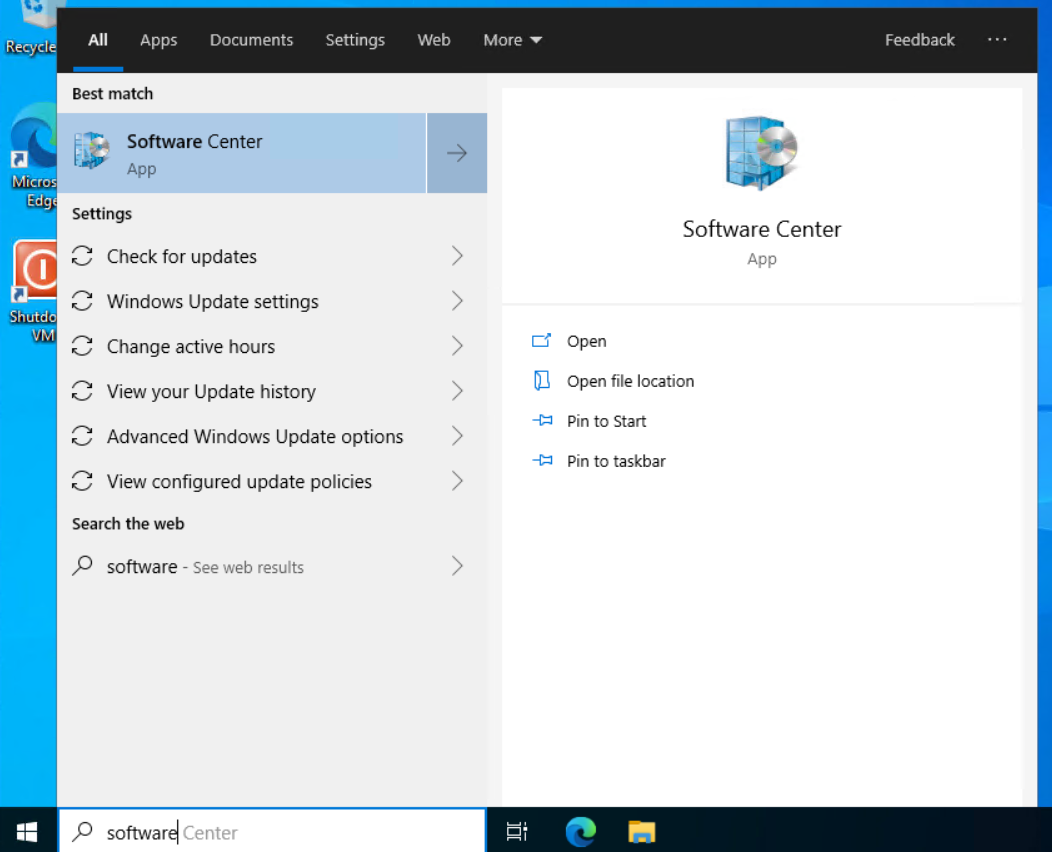 Recycle
Micros
Edge
Shutdo
VM
All Apps Documents Settings Web More Feedback ...
Best match
Software Center
App
Settings
Check for updates
Windows Update settings
Change active hours
View your Update history
Advanced Windows Update options
View configured update policies
Search the web
software - See web results
Software Center
App
Open
Open file location
Pin to Start
Pin to taskbar
software Center